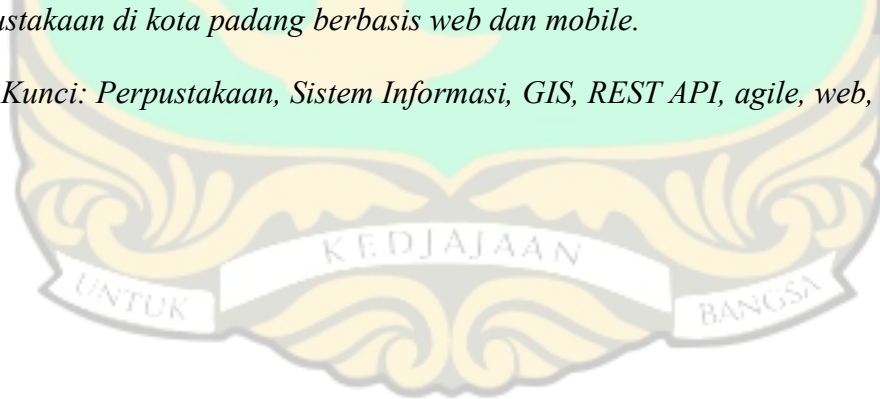 ustakaan di kota padang berbasis web dan mobile.
Kunci: Perpustakaan, Sistem Informasi, GIS, REST API, agile, web,
KEDJAJAAN
UNTUK
BANGSA